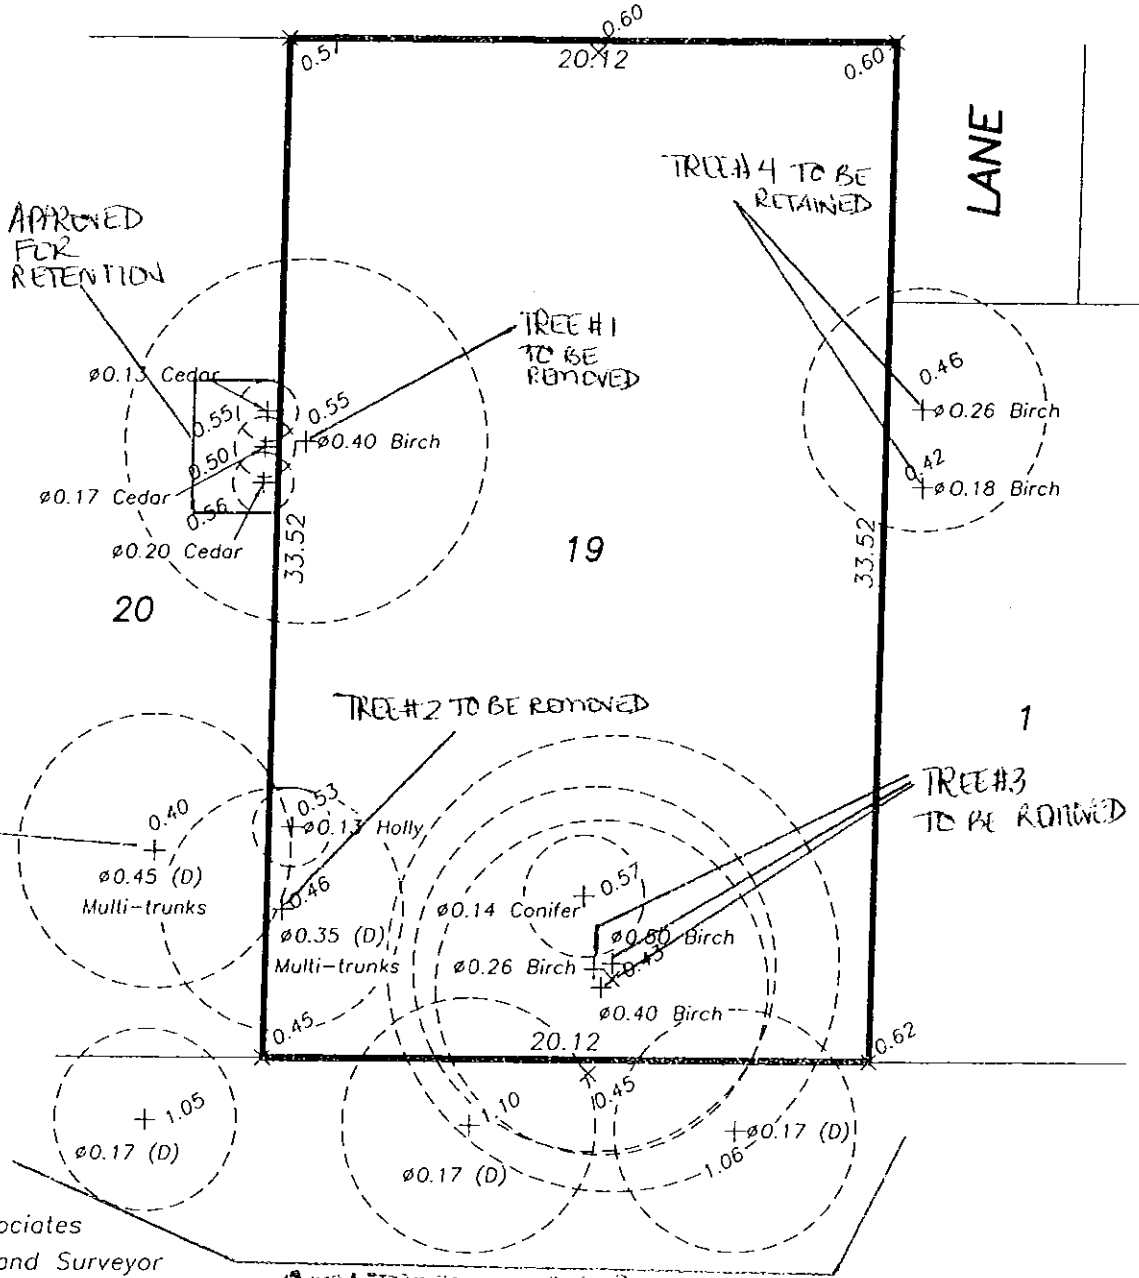 0.57
0.60
20.12
0.60
LANE
TREE#4 TO BE
RETAINED
APPROVED
FOR
RETENTION
TREE #1
TO BE
REMOVED
ø0.13 Cedar
0.55
0.55
ø0.40 Birch
0.46
ø0.26 Birch
0.50
ø0.17 Cedar
0.42
ø0.18 Birch
0.56
ø0.20 Cedar
33.52
19
33.52
20
TREE#2 TO BE REMOVED
1
TREE#3
TO BE REMOVED
0.53
ø0.13 Holly
0.40
ø0.45 (D)
Multi-trunks
0.46
ø0.35 (D)
Multi-trunks
0.57
ø0.14 Conifer
ø0.50 Birch
ø0.26 Birch
0.43
ø0.40 Birch
0.45
20.12
0.62
0.45
1.05
ø0.17 (D)
1.10
ø0.17 (D)
ø0.17 (D)
1.06
ociates
and Surveyor